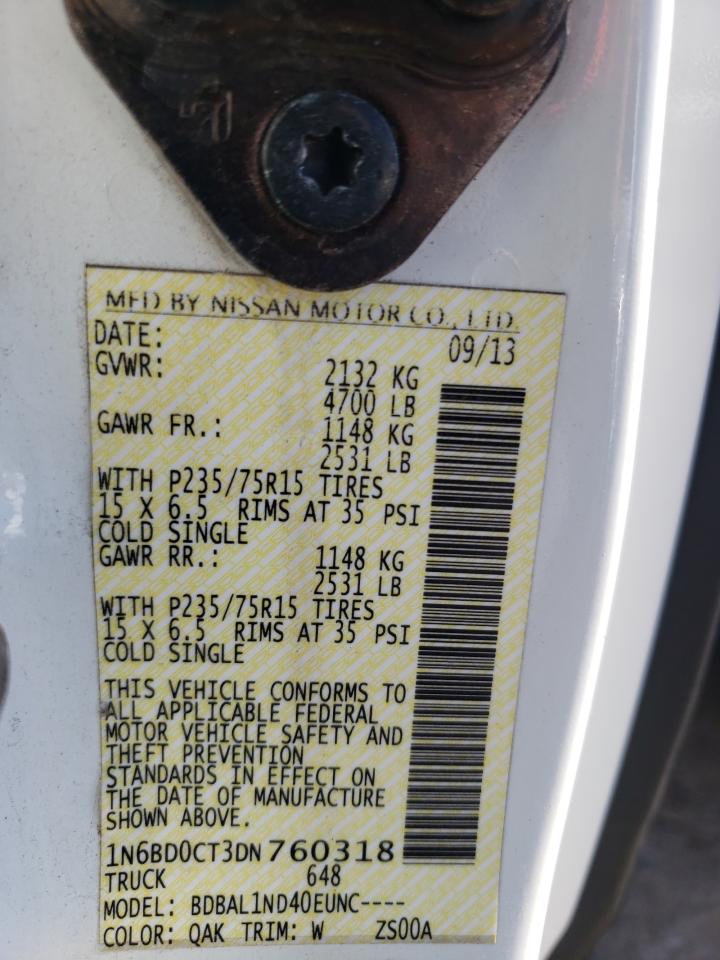 MFD BY NISSAN MOTOR CO., LTD.
DATE: 09/13
GVWR: 2132 KG
4700 LB
GAWR FR.: 1148 KG
2531 LB
WITH P235/75R15 TIRES
15 X 6.5 RIMS AT 35 PSI
COLD SINGLE
GAWR RR.: 1148 KG
2531 LB
WITH P235/75R15 TIRES
15 X 6.5 RIMS AT 35 PSI
COLD SINGLE
THIS VEHICLE CONFORMS TO
ALL APPLICABLE FEDERAL
MOTOR VEHICLE SAFETY AND
THEFT PREVENTION
STANDARDS IN EFFECT ON
THE DATE OF MANUFACTURE
SHOWN ABOVE.
1N6BD0CT3DN760318
TRUCK 648
MODEL: BDBAL1ND40EUNC----
COLOR: QAK TRIM: W ZS00A